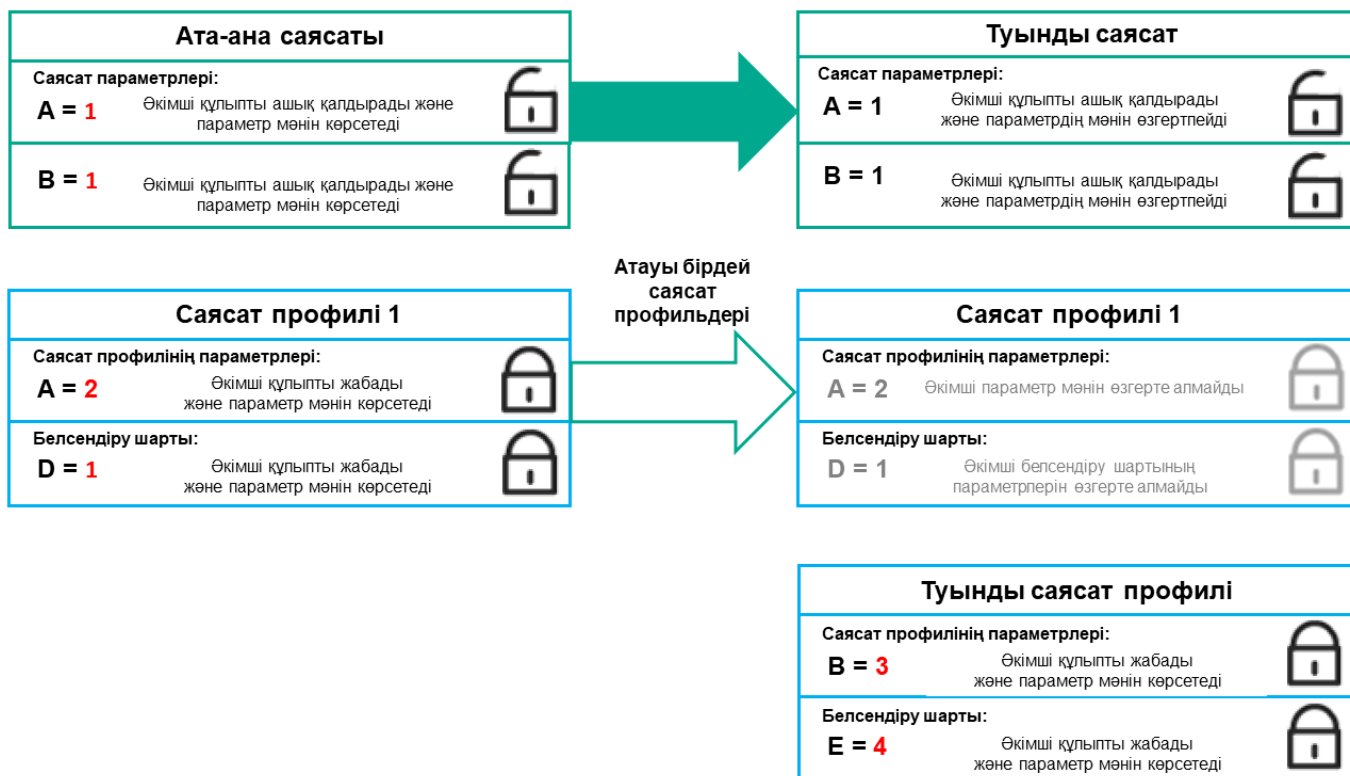 Ата-ана саясаты
Саясат параметрлері:
A = 1
Әкімші құлыпты ашық қалдырады және
параметр мәнін көрсетеді
B = 1
Әкімші құлыпты ашық қалдырады және
параметр мәнін көрсетеді
Туынды саясат
Саясат параметрлері:
A = 1
Әкімші құлыпты ашық қалдырады
және параметрдің мәнін өзгертпейді
B = 1
Әкімші құлыпты ашық қалдырады
және параметрдің мәнін өзгертпейді
Саясат профилі 1
Саясат профилінің параметрлері:
A = 2
Әкімші құлыпты жабады
және параметр мәнін көрсетеді
Белсендіру шарты:
D = 1
Әкімші құлыпты жабады
және параметр мәнін көрсетеді
Атауы бірдей
саясат
профильдері
Саясат профилі 1
Саясат профилінің параметрлері:
A = 2
Әкімші параметр мәнін өзгерте алмайды
Белсендіру шарты:
D = 1
Әкімші белсендіру шартының
параметрлерін өзгерте алмайды
Туынды саясат профилі
Саясат профилінің параметрлері:
B = 3
Әкімші құлыпты жабады
және параметр мәнін көрсетеді
Белсендіру шарты:
E = 4
Әкімші құлыпты жабады
және параметр мәнін көрсетеді